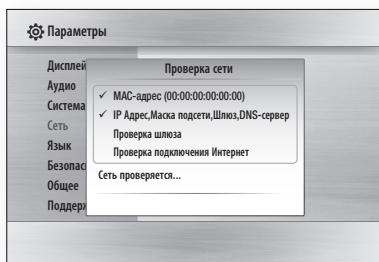 Параметры
Дисплей
Проверка сети
Аудио
✓ MAC-адрес (00:00:00:00:00:00)
Система
✓ IP Адрес,Маска подсети,Шлюз,DNS-сервер
Сеть
Проверка шлюза
Язык
Проверка подключения Интернет
Безопас
Сеть проверяется...
Общее
Поддерж